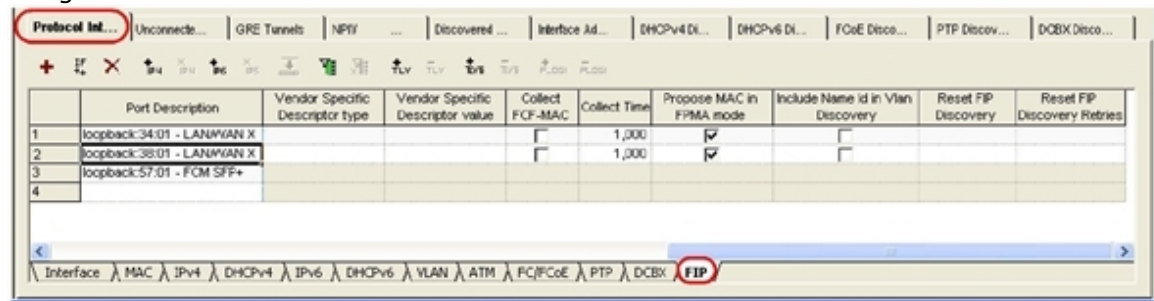 Protocol Int... Unconnecte... GRE Tunnels NPIV ... Discovered ... Interface Ad... DHCPv4 Di... DHCPv6 Di... FCoE Disco... PTP Discov... DCBX Disco...
IPv4 IPv6 TLV TLV
Port Description Vendor Specific Descriptor type Vendor Specific Descriptor value Collect FCF-MAC Collect Time Propose MAC in FPMA mode Include Name id in Vlan Discovery Reset FIP Discovery Reset FIP Discovery Retries
1 loopback:34:01 - LAN/WAN X 1,000
2 loopback:38:01 - LAN/WAN X 1,000
3 loopback:57:01 - FCM SFP+
4
Interface MAC IPv4 DHCPv4 IPv6 DHCPv6 VLAN ATM FC/FCoE PTP DCBX FIP